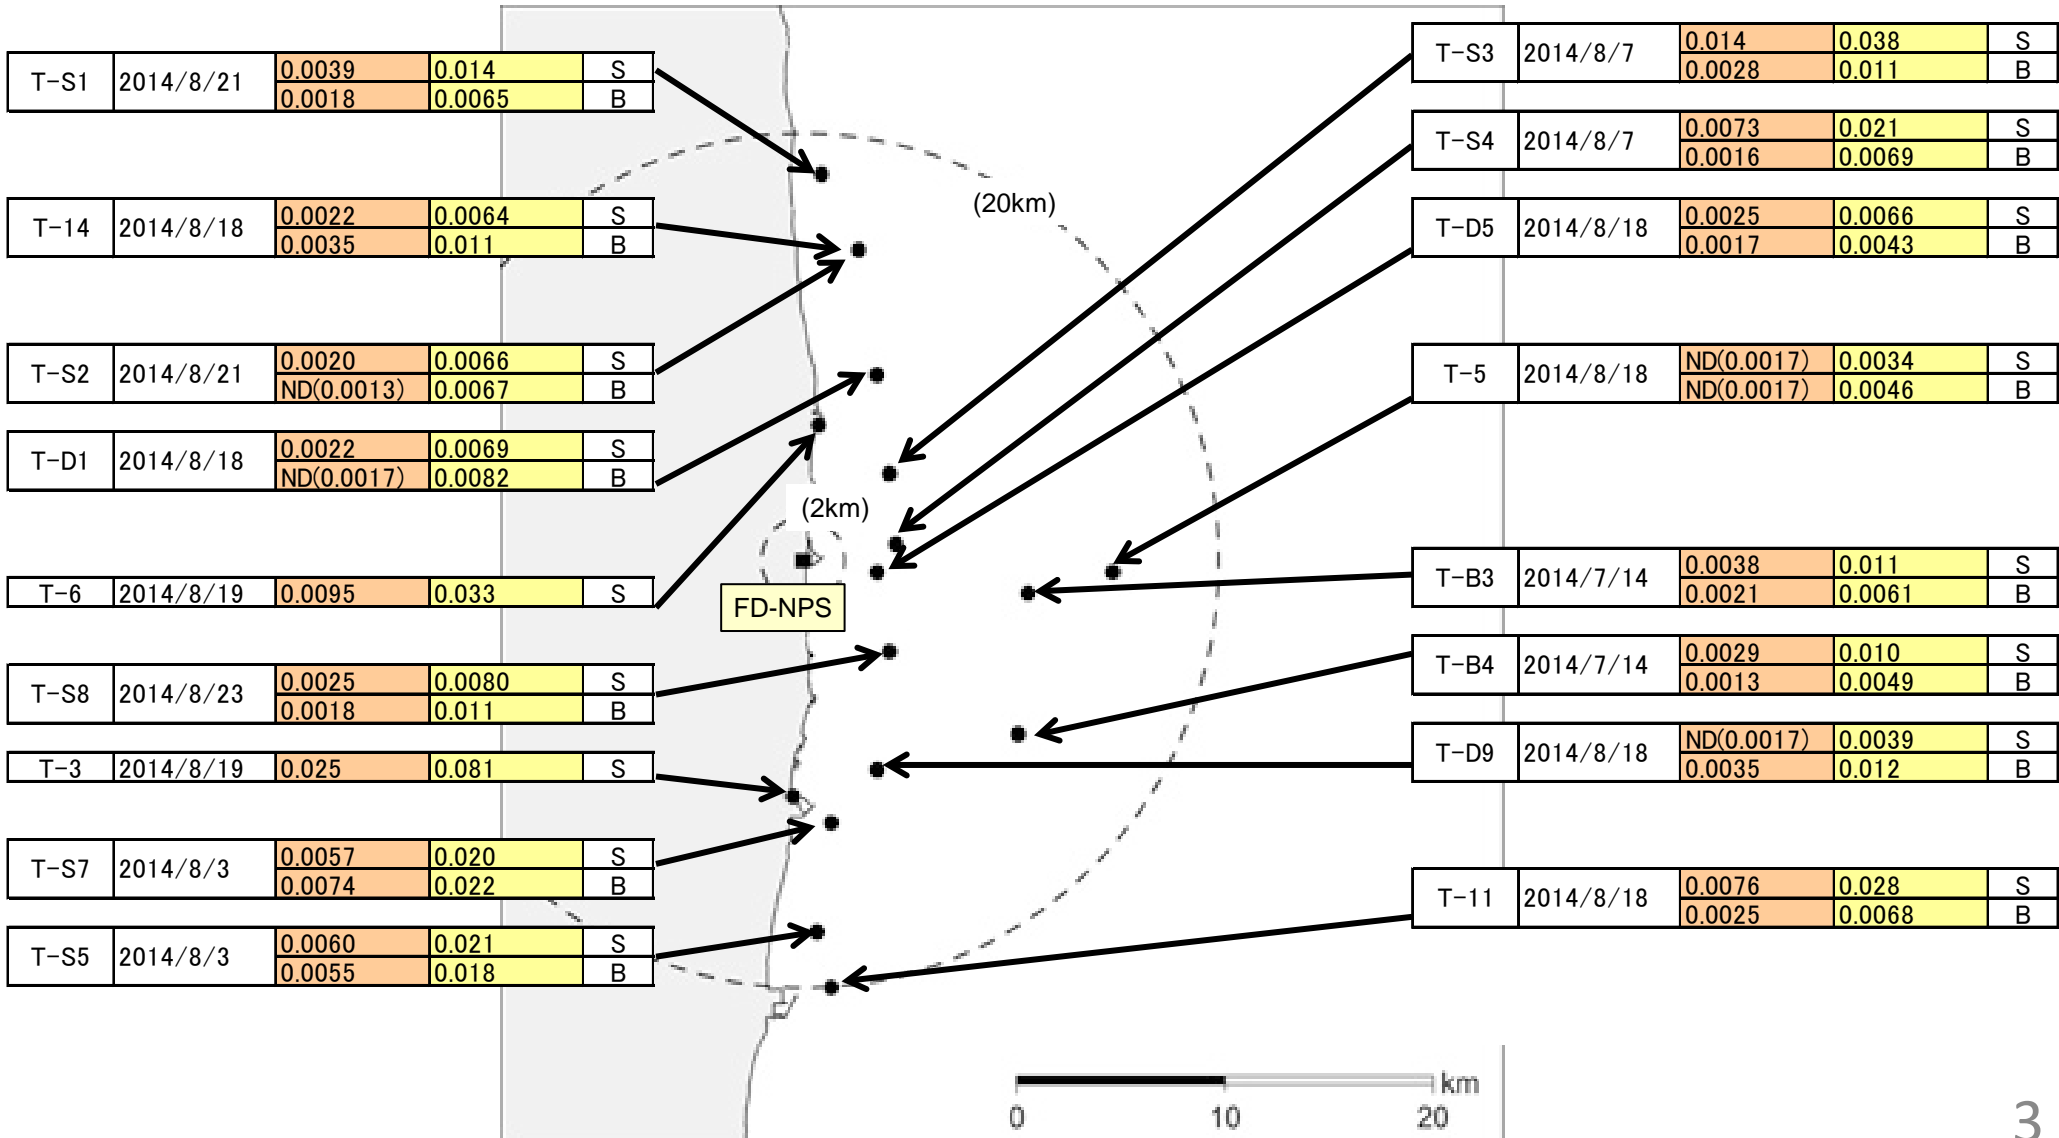 T-S1 2014/8/21 0.0039 0.014 S
0.0018 0.0065 B
T-14 2014/8/18 0.0022 0.0064 S
0.0035 0.011 B
T-S2 2014/8/21 0.0020 0.0066 S
ND(0.0013) 0.0067 B
T-D1 2014/8/18 0.0022 0.0069 S
ND(0.0017) 0.0082 B
T-6 2014/8/19 0.0095 0.033 S
T-S8 2014/8/23 0.0025 0.0080 S
0.0018 0.011 B
T-3 2014/8/19 0.025 0.081 S
T-S7 2014/8/3 0.0057 0.020 S
0.0074 0.022 B
T-S5 2014/8/3 0.0060 0.021 S
0.0055 0.018 B
(20km)
(2km)
FD-NPS
T-S3 2014/8/7 0.014 0.038 S
0.0028 0.011 B
T-S4 2014/8/7 0.0073 0.021 S
0.0016 0.0069 B
T-D5 2014/8/18 0.0025 0.0066 S
0.0017 0.0043 B
T-5 2014/8/18 ND(0.0017) 0.0034 S
ND(0.0017) 0.0046 B
T-B3 2014/7/14 0.0038 0.011 S
0.0021 0.0061 B
T-B4 2014/7/14 0.0029 0.010 S
0.0013 0.0049 B
T-D9 2014/8/18 ND(0.0017) 0.0039 S
0.0035 0.012 B
T-11 2014/8/18 0.0076 0.028 S
0.0025 0.0068 B
km
0 10 20
3